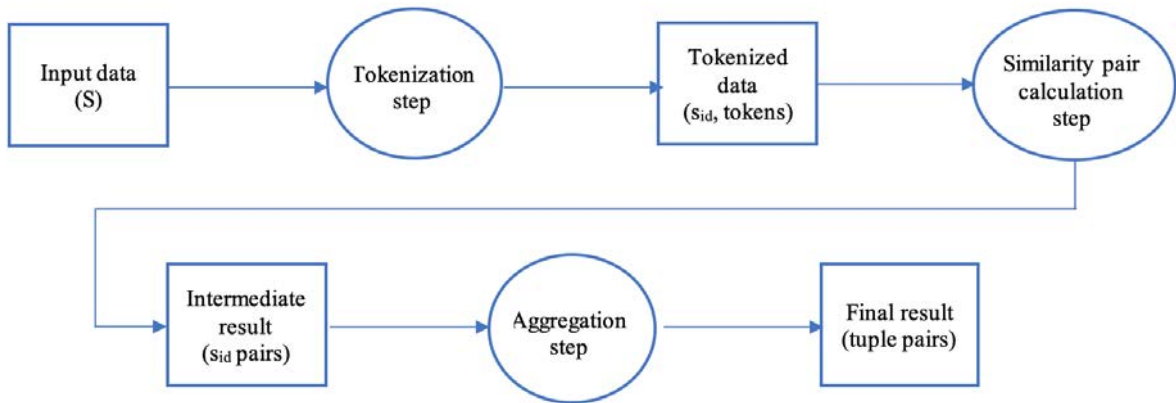 Input data
(S)
Tokenization
step
Tokenized
data
(sid, tokens)
Similarity pair
calculation
step
Intermediate
result
(sid pairs)
Aggregation
step
Final result
(tuple pairs)